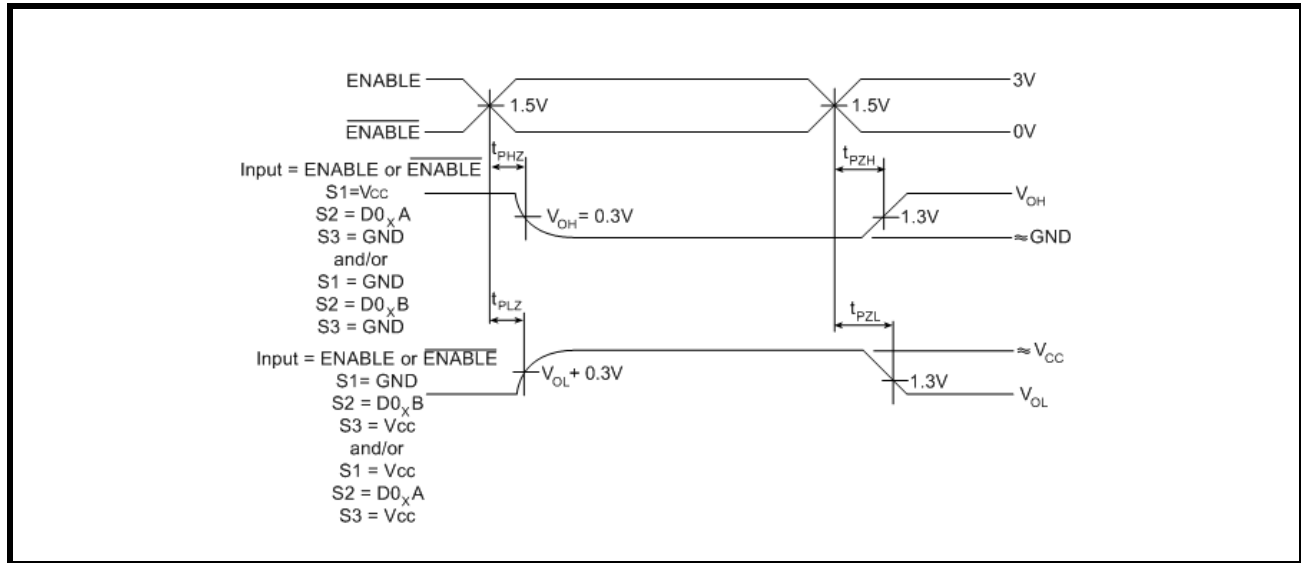 ENABLE
3V
1.5V
1.5V
ENABLE
0V
tPHZ
tPZH
Input = ENABLE or ENABLE
S1=Vcc
VOH
S2 = D0XA
VOH = 0.3V
1.3V
S3 = GND
≈GND
and/or
S1 = GND
S2 = D0XB
tPLZ
tPZL
S3 = GND
Input = ENABLE or ENABLE
≈ VCC
S1= GND
VOL + 0.3V
1.3V
S2 = D0XB
VOL
S3 = Vcc
and/or
S1 = Vcc
S2 = D0XA
S3 = Vcc